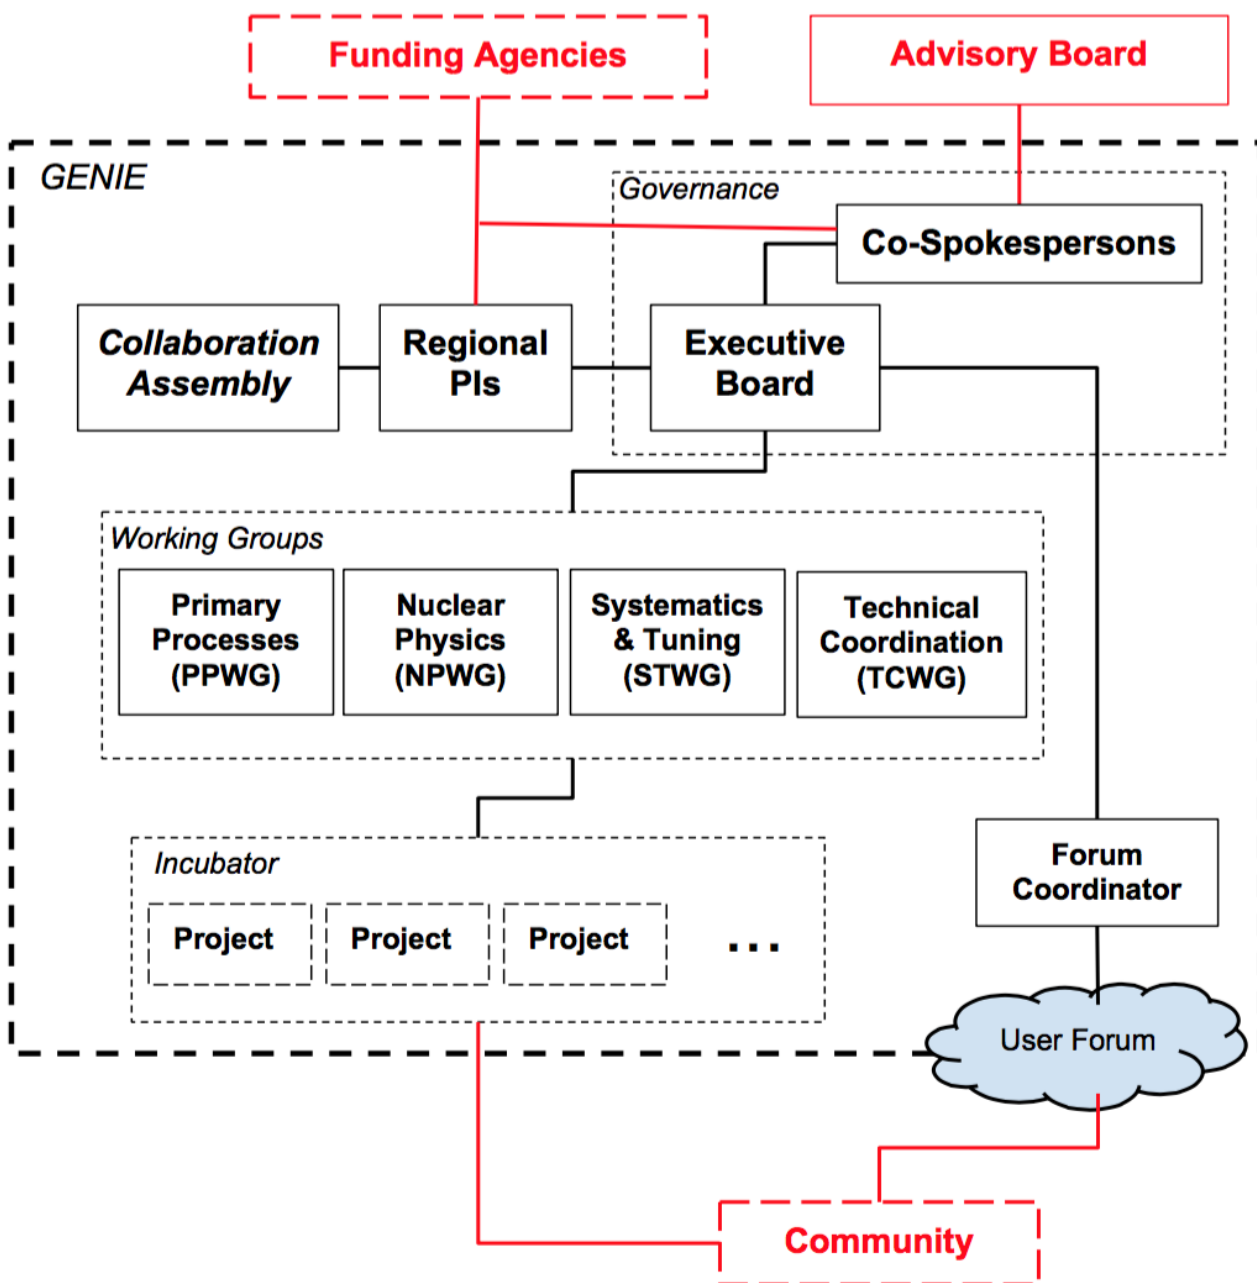 Funding Agencies
Advisory Board
GENIE
Governance
Co-Spokespersons
Collaboration
Assembly
Regional
PIs
Executive
Board
Working Groups
Primary
Processes
(PPWG)
Nuclear
Physics
(NPWG)
Systematics
& Tuning
(STWG)
Technical
Coordination
(TCWG)
Incubator
Project
Project
Project
...
Forum
Coordinator
User Forum
Community